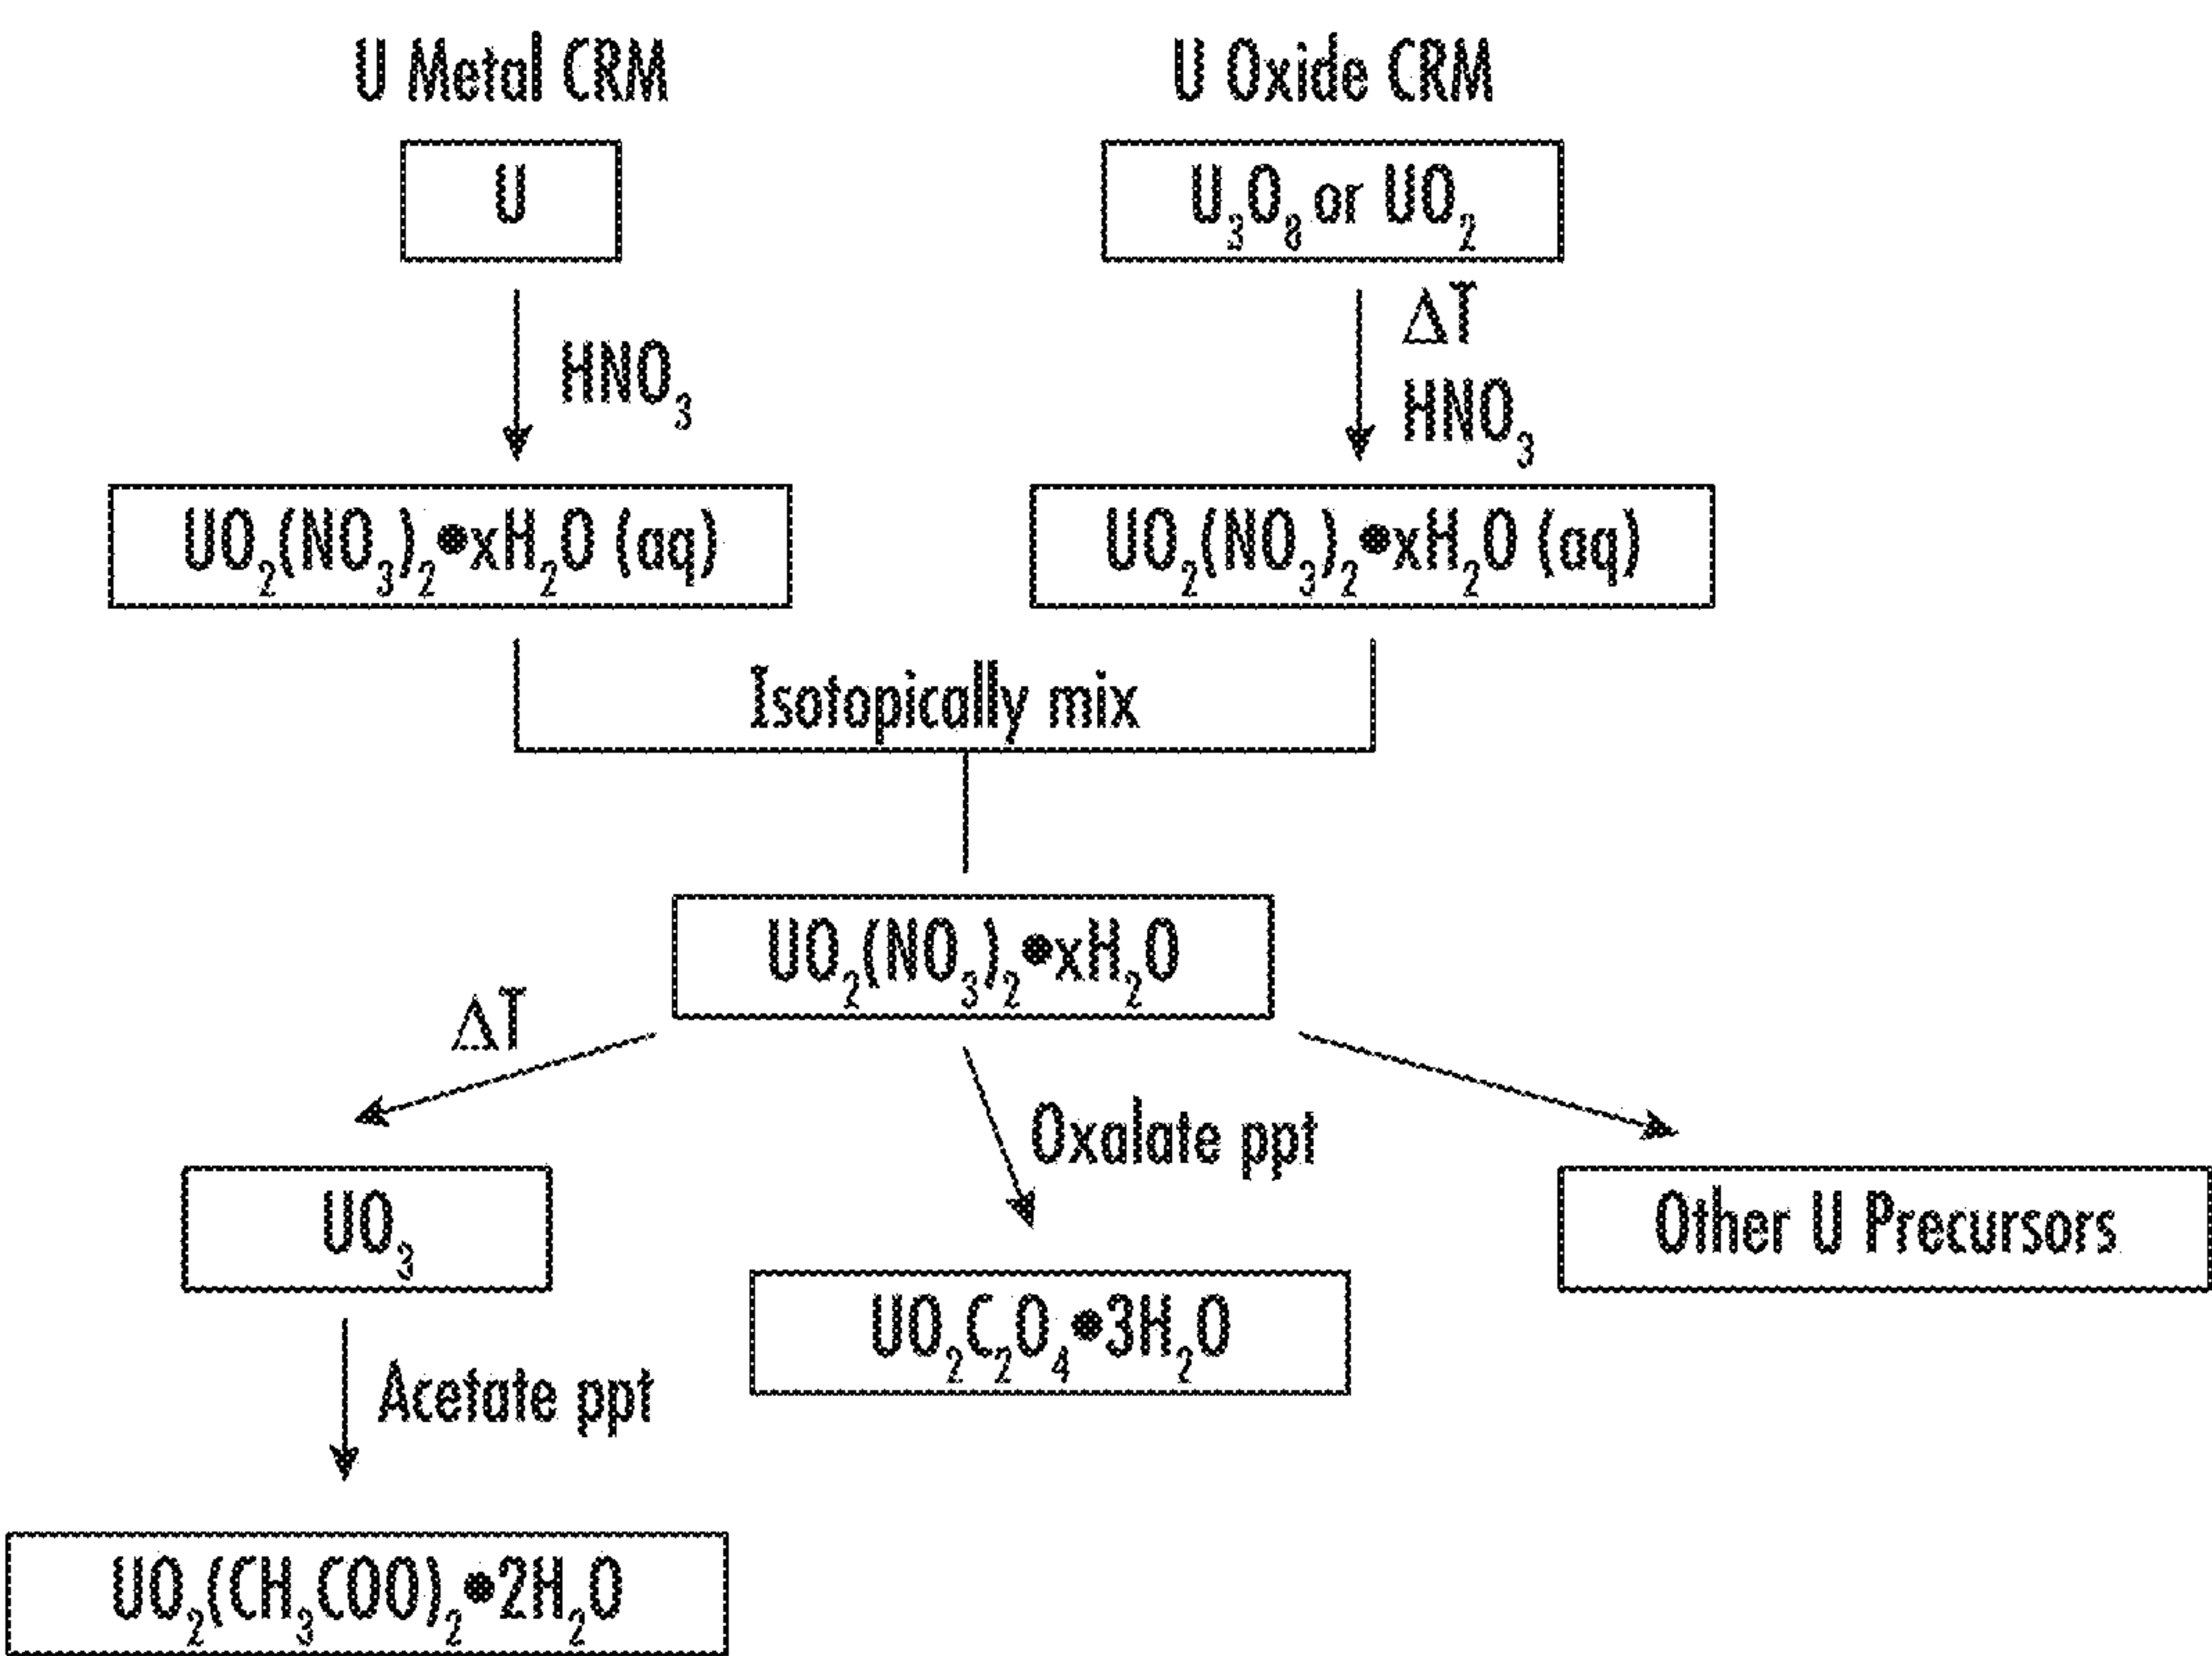 U Metal CRM
U Oxide CRM
U
U₃O₈ or UO₂
HNO₃
ΔT
HNO₃
UO₂(NO₃)₂•xH₂O (aq)
UO₂(NO₃)₂•xH₂O (aq)
Isotopically mix
UO₂(NO₃)₂•xH₂O
ΔT
Oxalate ppt
UO₃
Other U Precursors
UO₂C₂O₄•3H₂O
Acetate ppt
UO₂(CH₃COO)₂•2H₂O